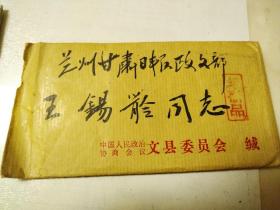 兰州甘肃日报政文部
王锡龄同志
中国人民政治
协商会议 文县委员会 缄